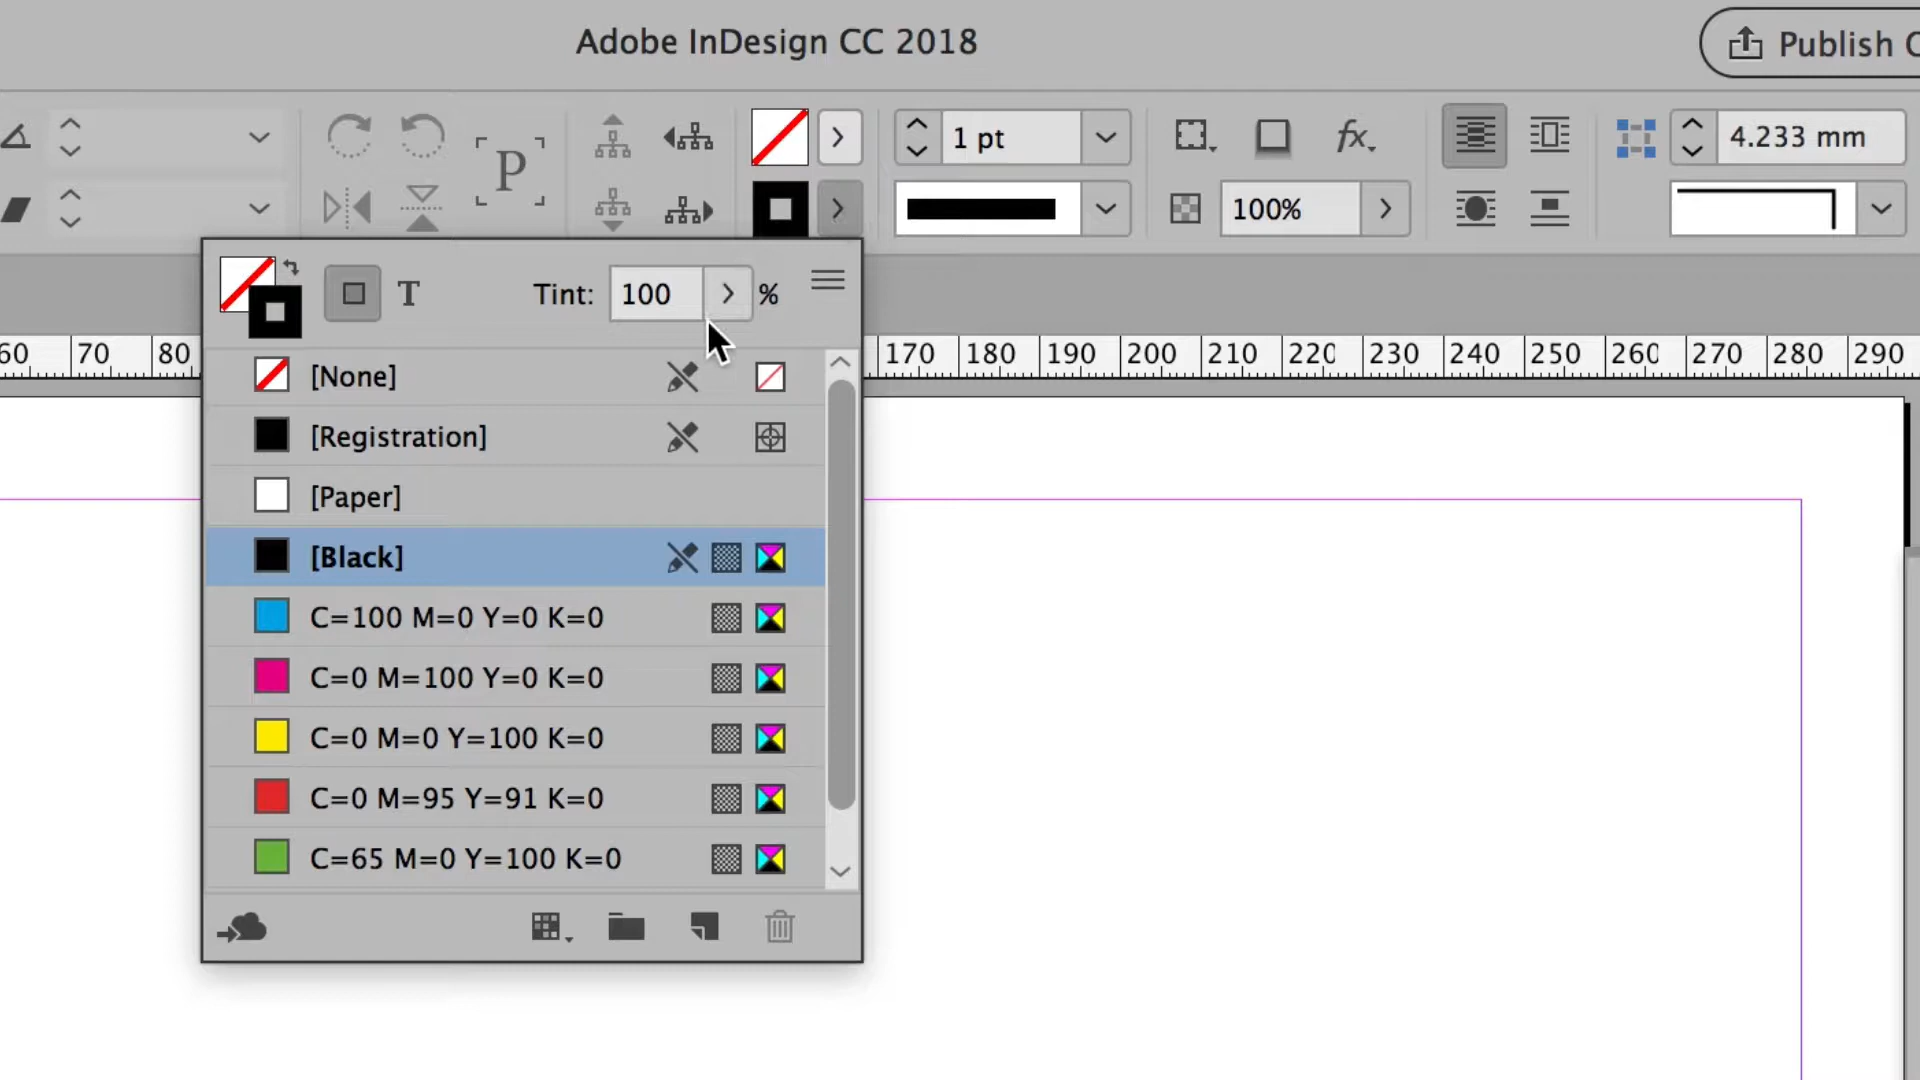 Adobe InDesign CC 2018
Publish
1 pt
4.233 mm
P
fx
100%
T
Tint: 100 %
60 70 80 170 180 190 200 210 220 230 240 250 260 270 280 290
[None]
[Registration]
[Paper]
[Black]
C=100 M=0 Y=0 K=0
C=0 M=100 Y=0 K=0
C=0 M=0 Y=100 K=0
C=0 M=95 Y=91 K=0
C=65 M=0 Y=100 K=0